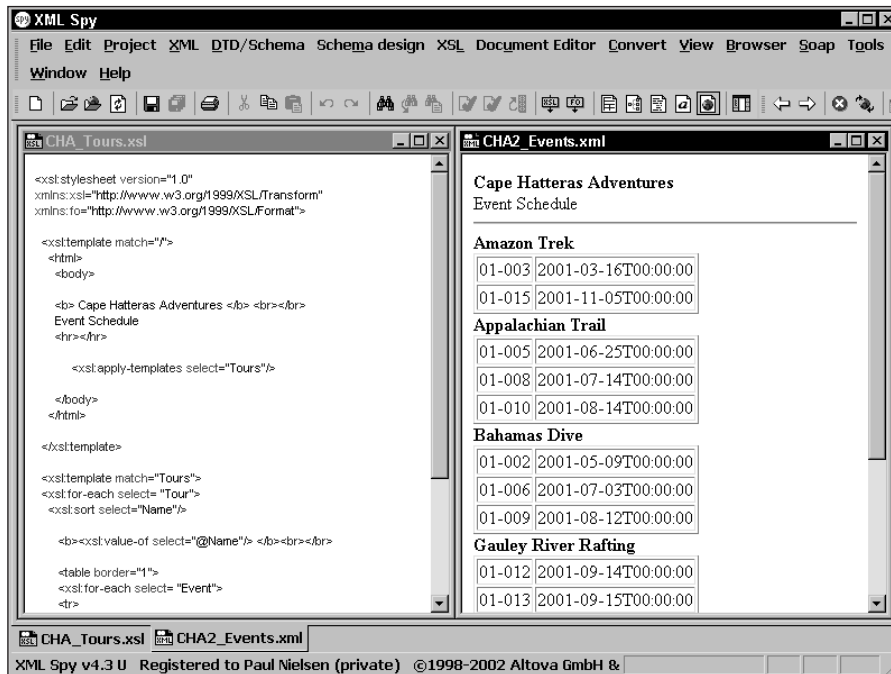 XML Spy
File Edit Project XML DTD/Schema Schema design XSL Document Editor Convert View Browser Soap Tools
Window Help
CHA_Tours.xsl
<xsl:stylesheet version="1.0"
xmlns:xsl="http://www.w3.org/1999/XSL/Transform"
xmlns:fo="http://www.w3.org/1999/XSL/Format">
<xsl:template match="/">
<html>
<body>
<b> Cape Hatteras Adventures </b> <br></br>
Event Schedule
<hr></hr>
<xsl:apply-templates select="Tours"/>
</body>
</html>
</xsl:template>
<xsl:template match="Tours">
<xsl:for-each select= "Tour">
<xsl:sort select="Name"/>
<b><xsl:value-of select="@Name"/> </b><br></br>
<table border="1">
<xsl:for-each select= "Event">
<tr>
CHA2_Events.xml
Cape Hatteras Adventures
Event Schedule
Amazon Trek
01-003 2001-03-16T00:00:00
01-015 2001-11-05T00:00:00
Appalachian Trail
01-005 2001-06-25T00:00:00
01-008 2001-07-14T00:00:00
01-010 2001-08-14T00:00:00
Bahamas Dive
01-002 2001-05-09T00:00:00
01-006 2001-07-03T00:00:00
01-009 2001-08-12T00:00:00
Gauley River Rafting
01-012 2001-09-14T00:00:00
01-013 2001-09-15T00:00:00
CHA_Tours.xsl CHA2_Events.xml
XML Spy v4.3 U Registered to Paul Nielsen (private) ©1998-2002 Altova GmbH &